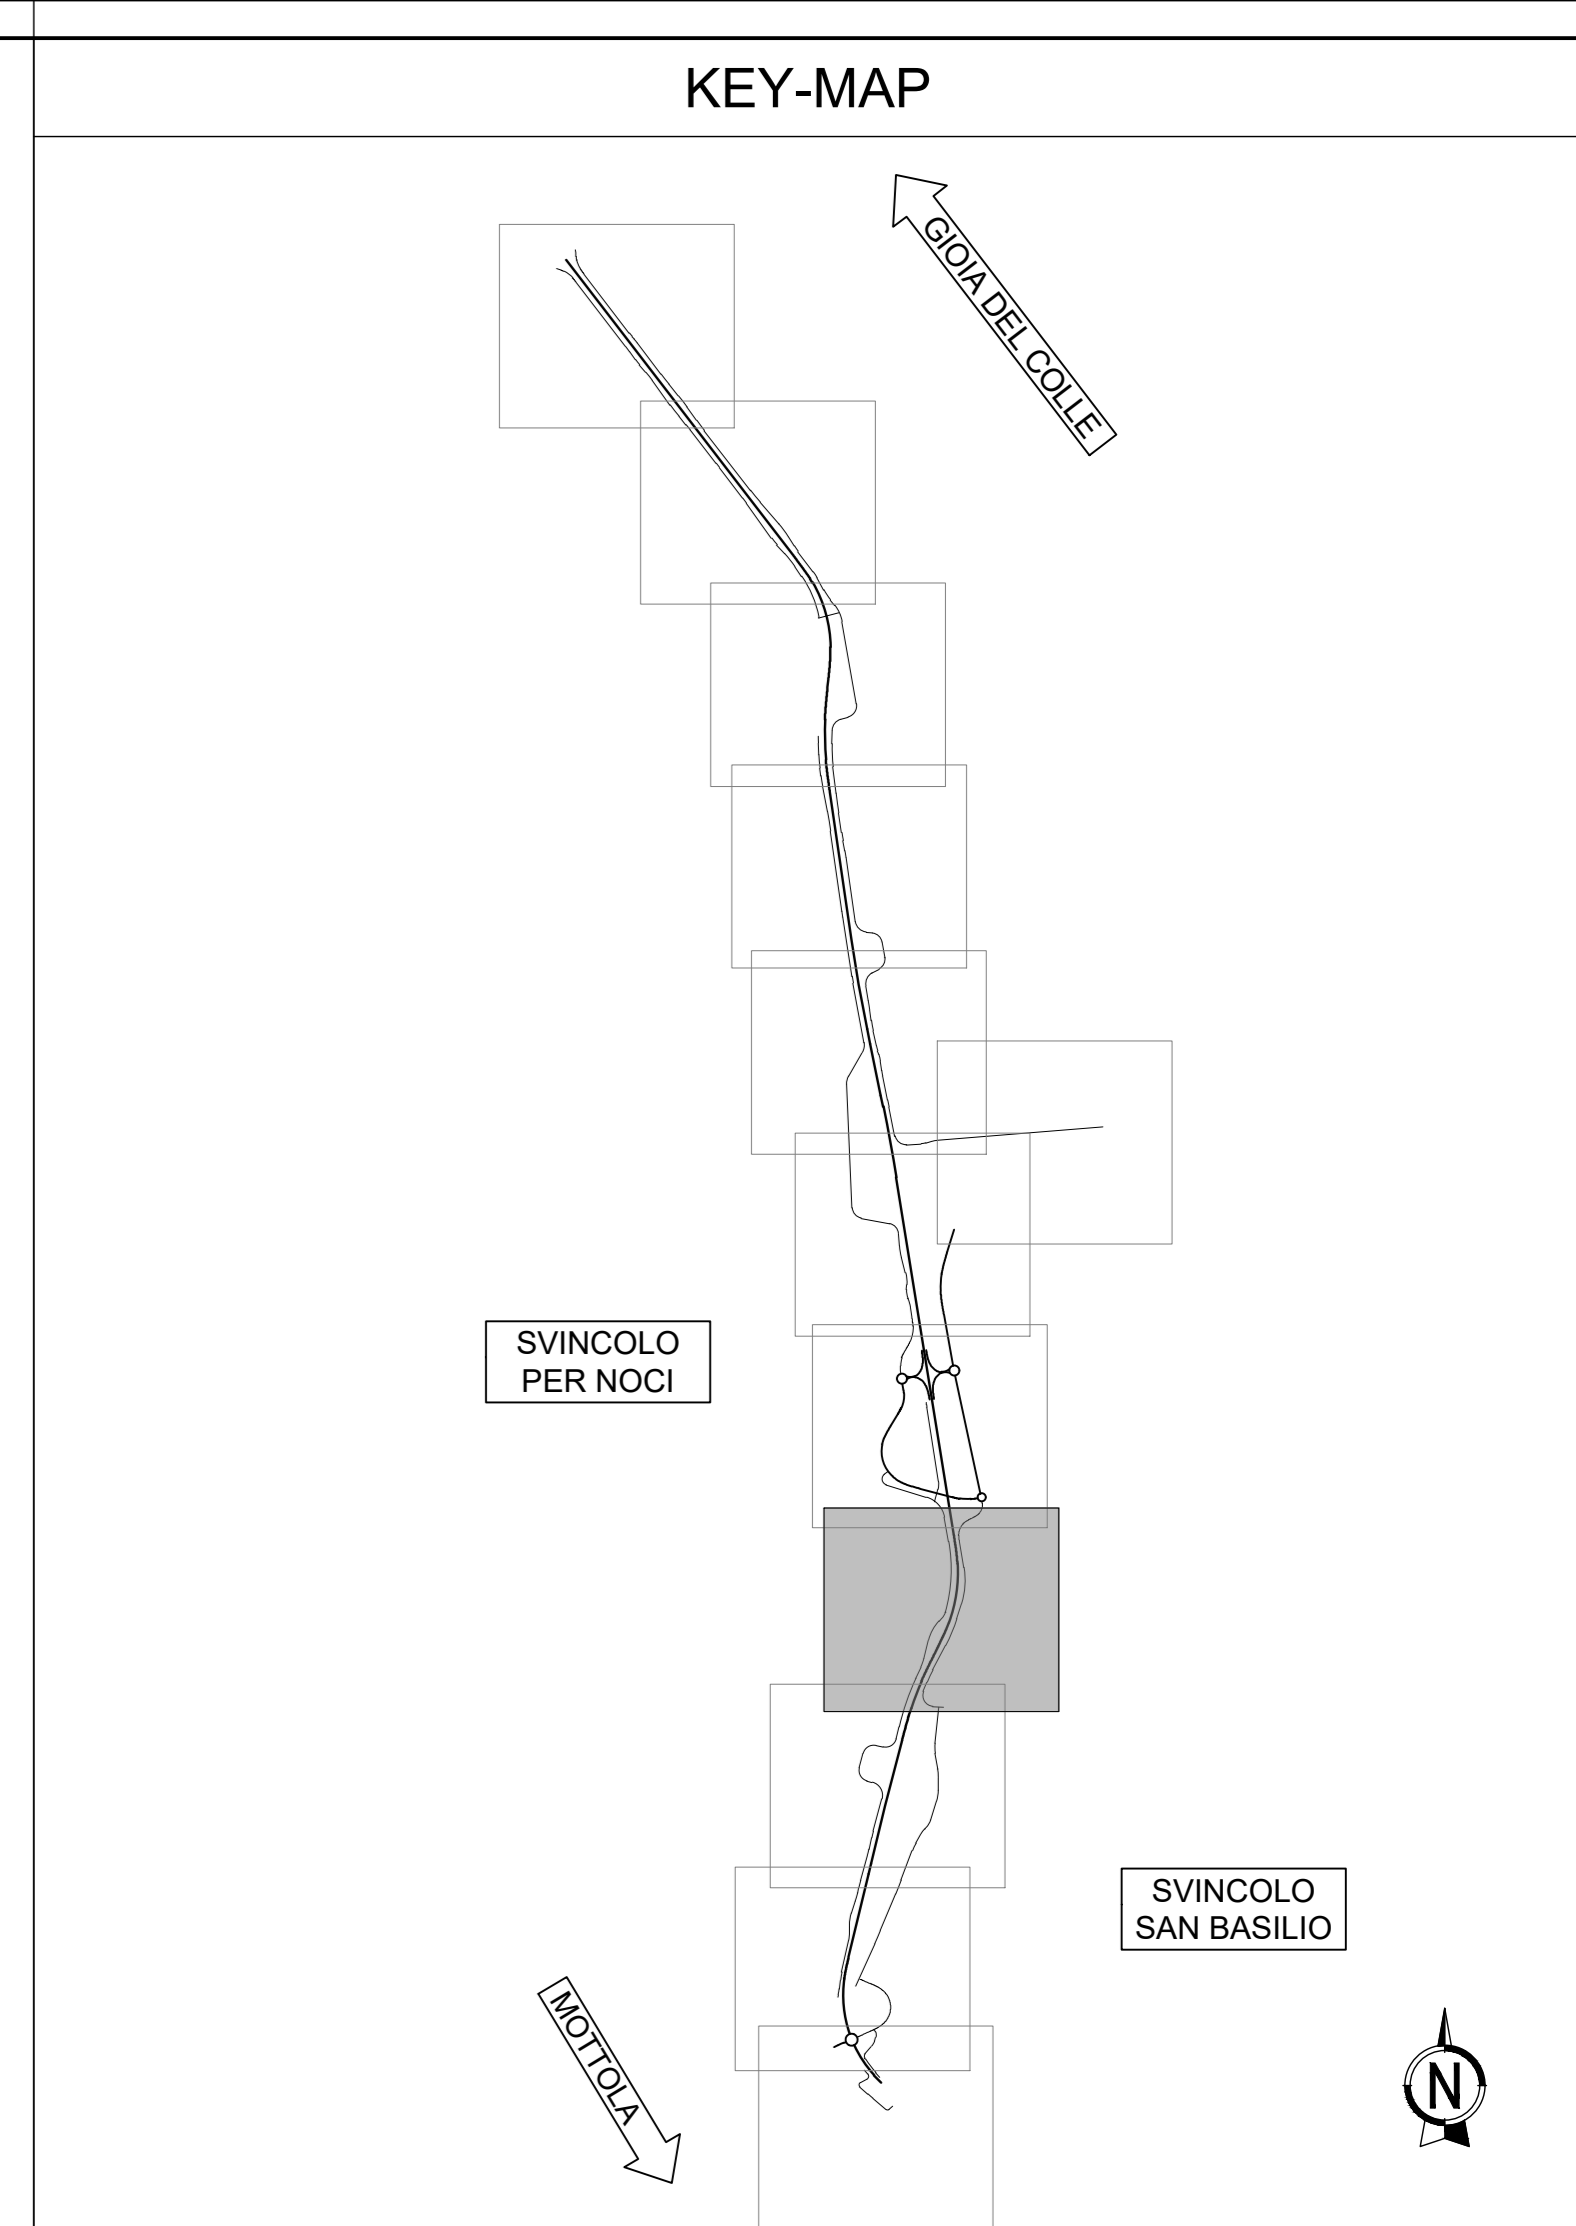 KEY-MAP
GIOIA DEL COLLE
SVINCOLO
PER NOCI
SVINCOLO
SAN BASILIO
MOTTOLA
N